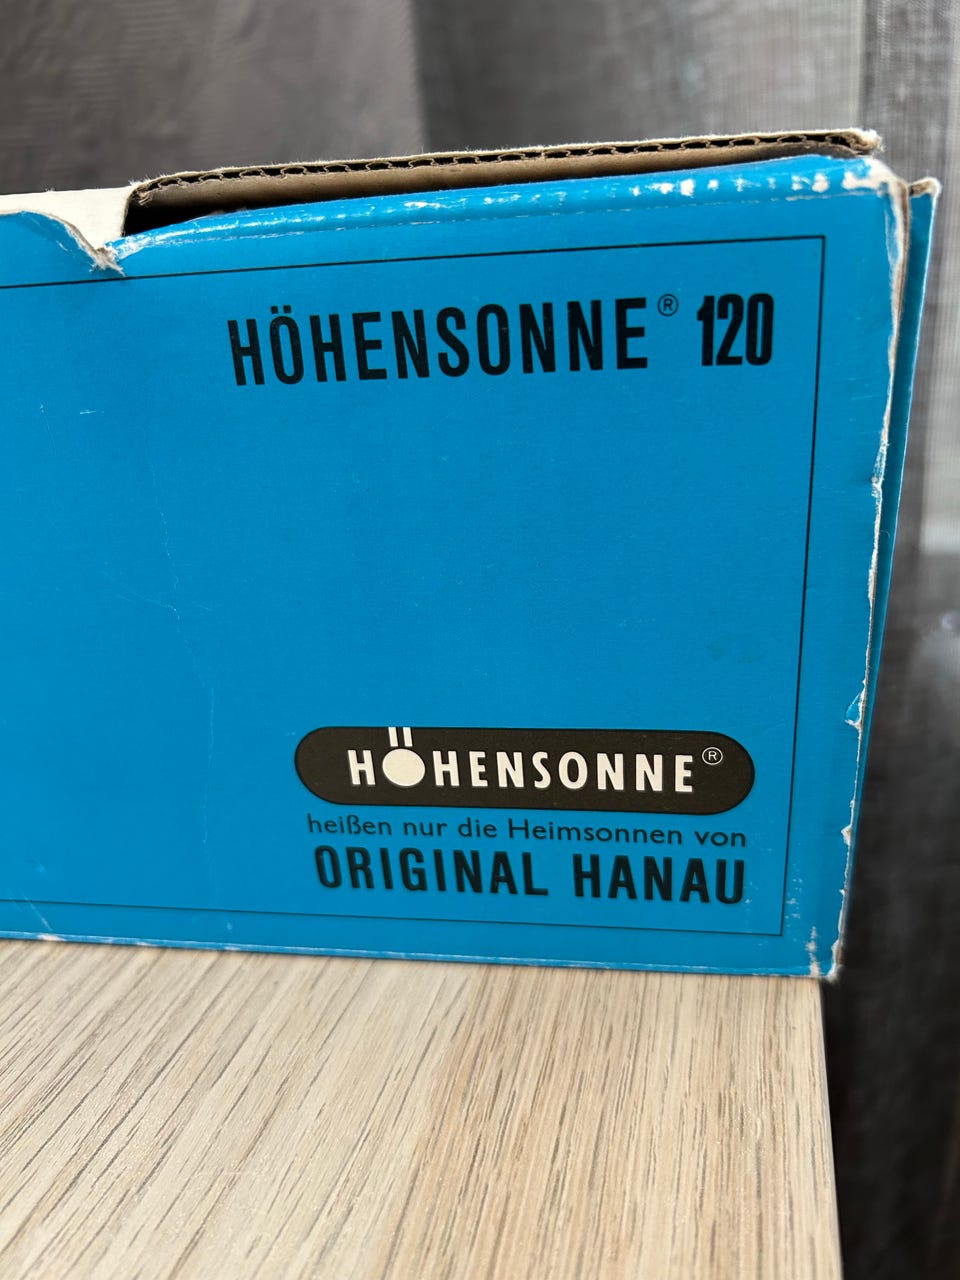 HÖHENSONNE® 120
HÖHENSONNE®
heißen nur die Heimsonnen von
ORIGINAL HANAU